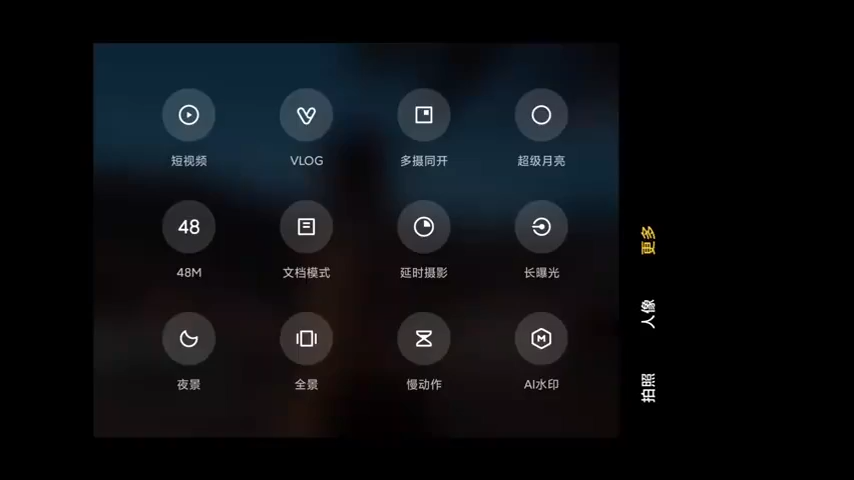 短视频
VLOG
多摄同开
超级月亮
48
48M
文档模式
延时摄影
长曝光
夜景
全景
慢动作
M
AI水印
更多
人像
拍照